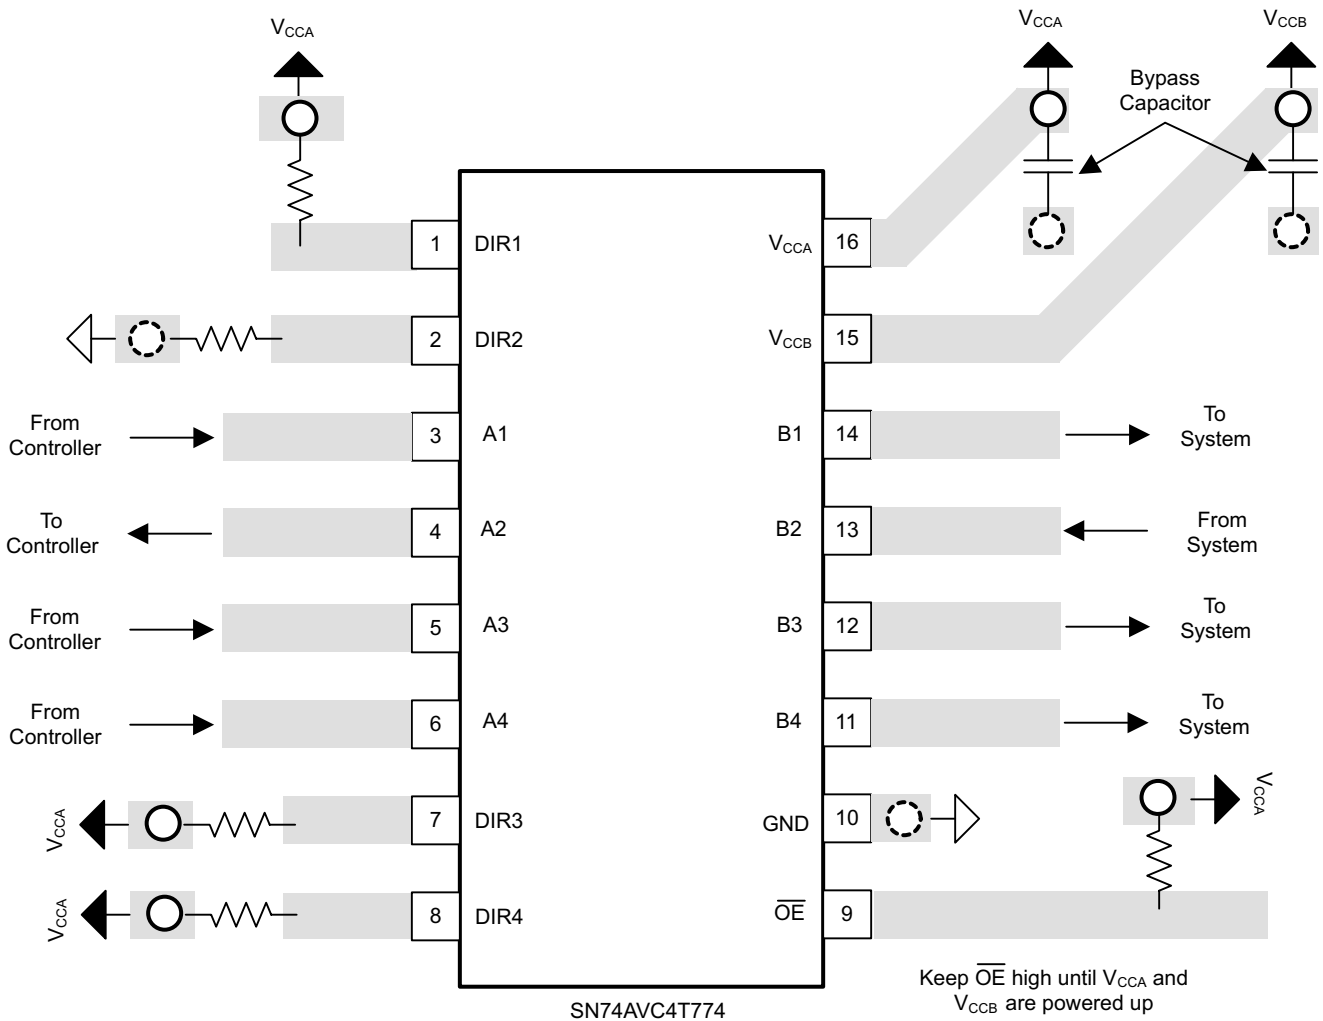 VCCA
VCCA
VCCB
Bypass
Capacitor
1 DIR1
VCCA 16
2 DIR2
VCCB 15
From
Controller
3 A1
B1 14
To
System
To
Controller
4 A2
B2 13
From
System
From
Controller
5 A3
B3 12
To
System
From
Controller
6 A4
B4 11
To
System
VCCA
7 DIR3
GND 10
VCCA
VCCA
8 DIR4
O̅E̅ 9
Keep O̅E̅ high until VCCA and
VCCB are powered up
SN74AVC4T774